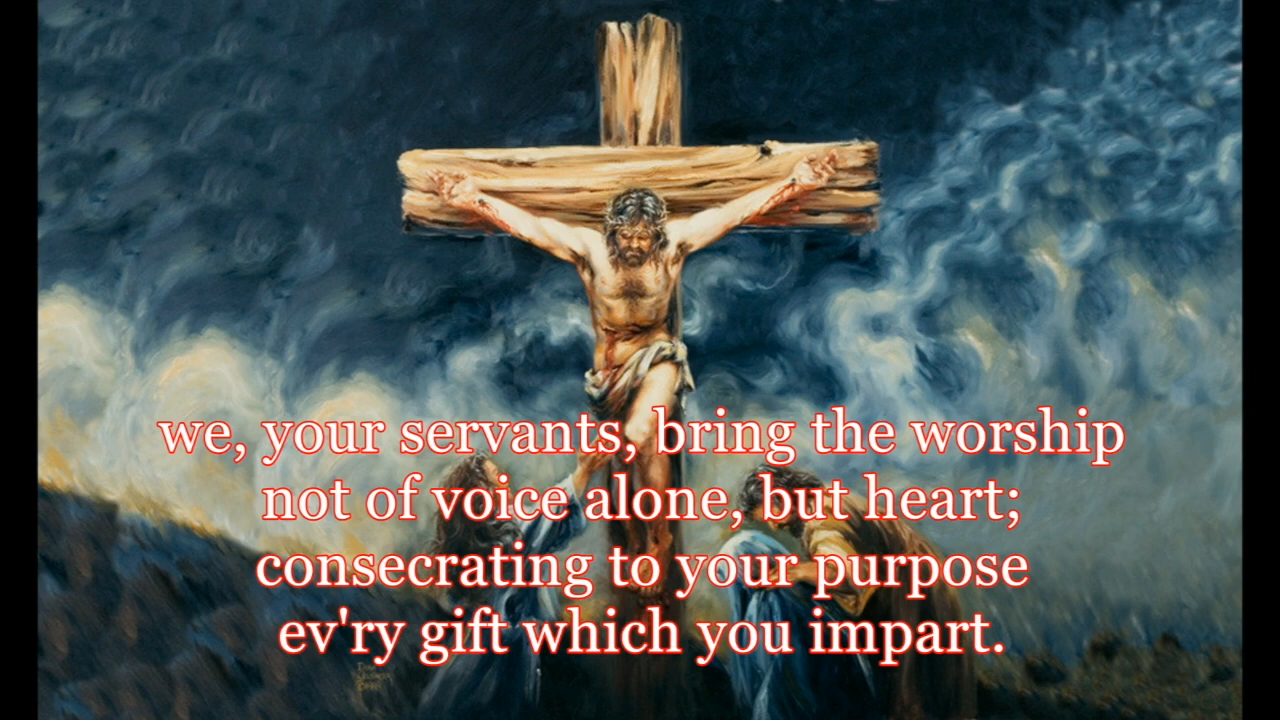 we, your servants, bring the worship
not of voice alone, but heart;
consecrating to your purpose
ev'ry gift which you impart.